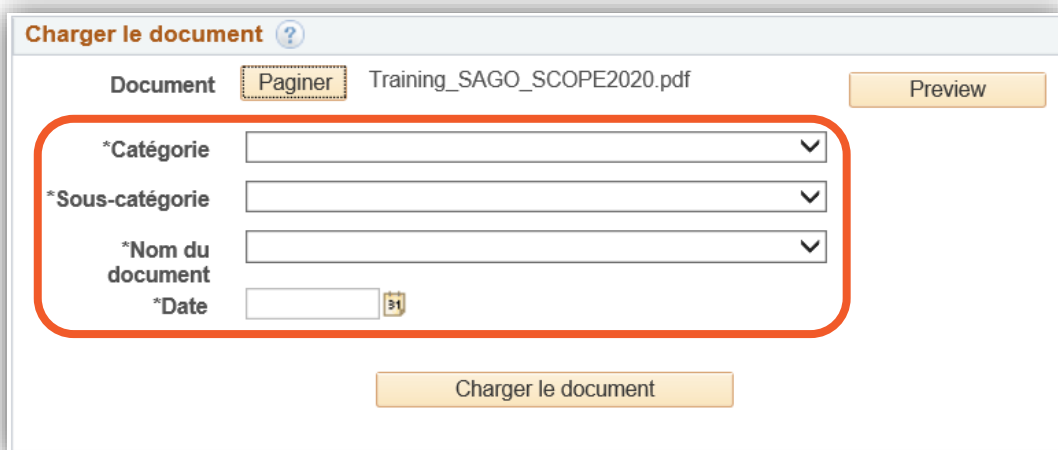 Charger le document ?
Document Paginer Training_SAGO_SCOPE2020.pdf Preview
*Catégorie
*Sous-catégorie
*Nom du
document
*Date 31
Charger le document